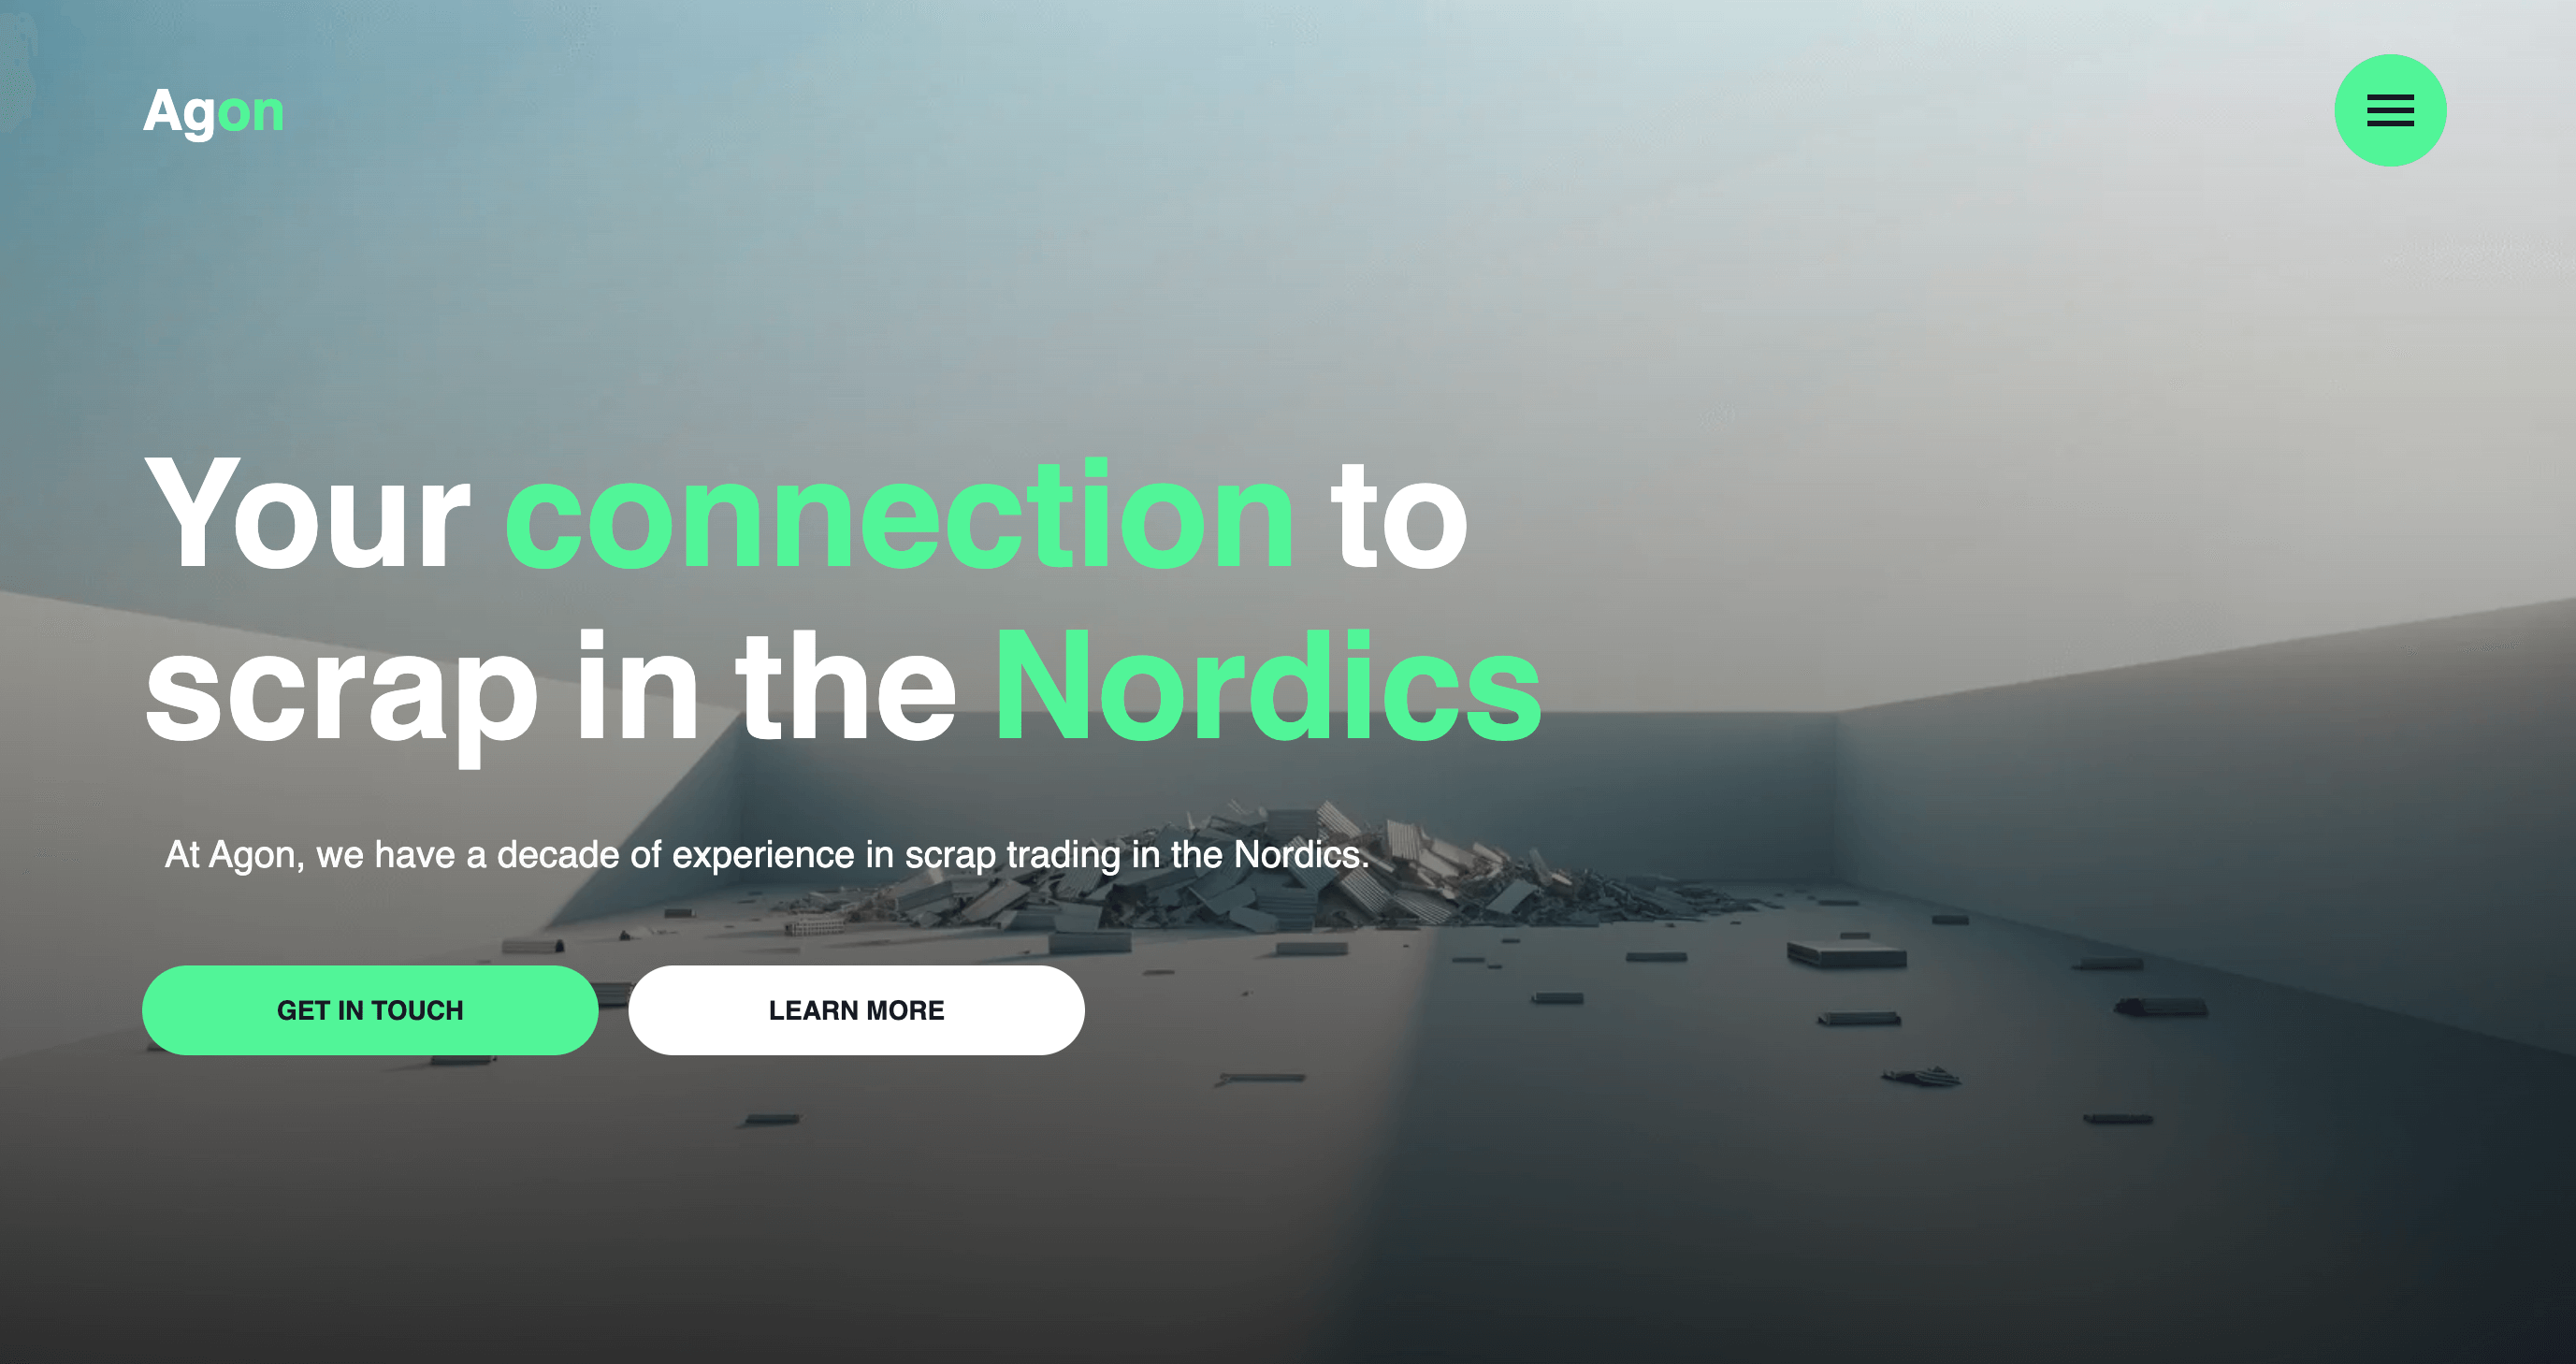 Agon
Your connection to
scrap in the Nordics
At Agon, we have a decade of experience in scrap trading in the Nordics.
GET IN TOUCH
LEARN MORE